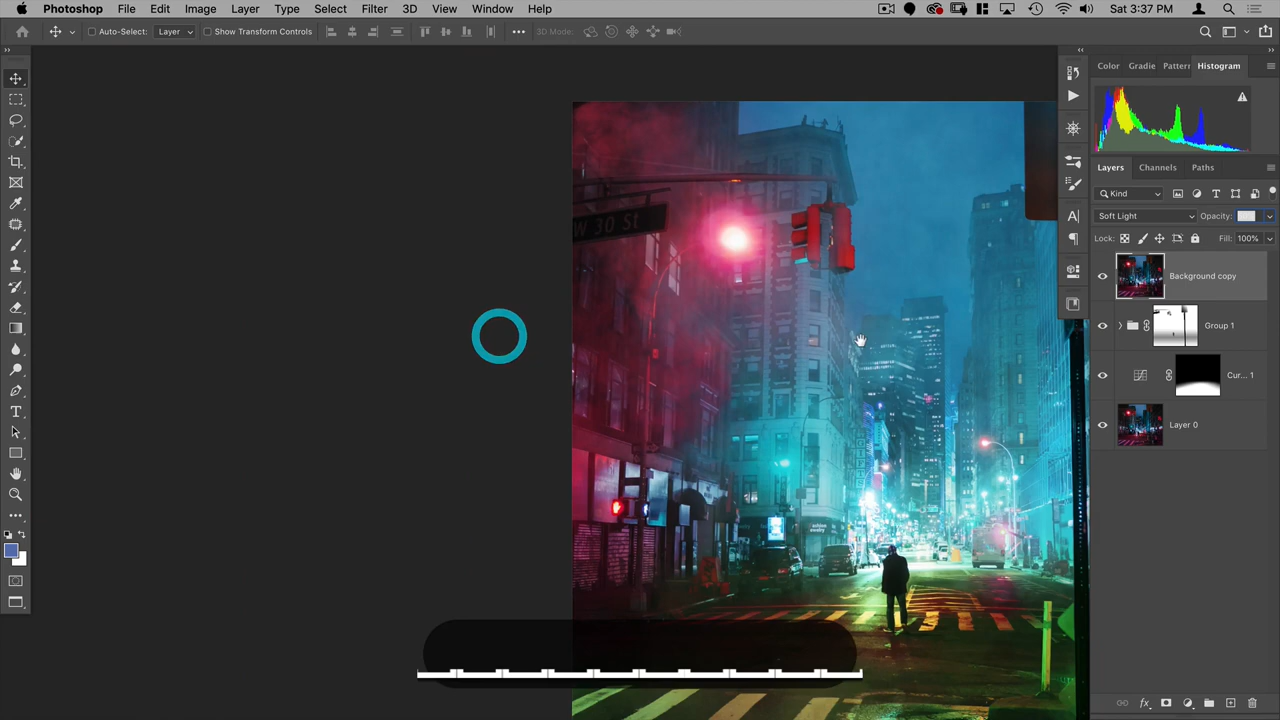 Photoshop File Edit Image Layer Type Select Filter 3D View Window Help Sat 3:37 PM
Auto-Select: Layer Show Transform Controls 3D Mode:
Color Gradie Pattern Histogram
Layers Channels Paths
Kind
Soft Light Opacity:
Lock: Fill: 100%
Background copy
Group 1
Cur... 1
Layer 0
W 30 St